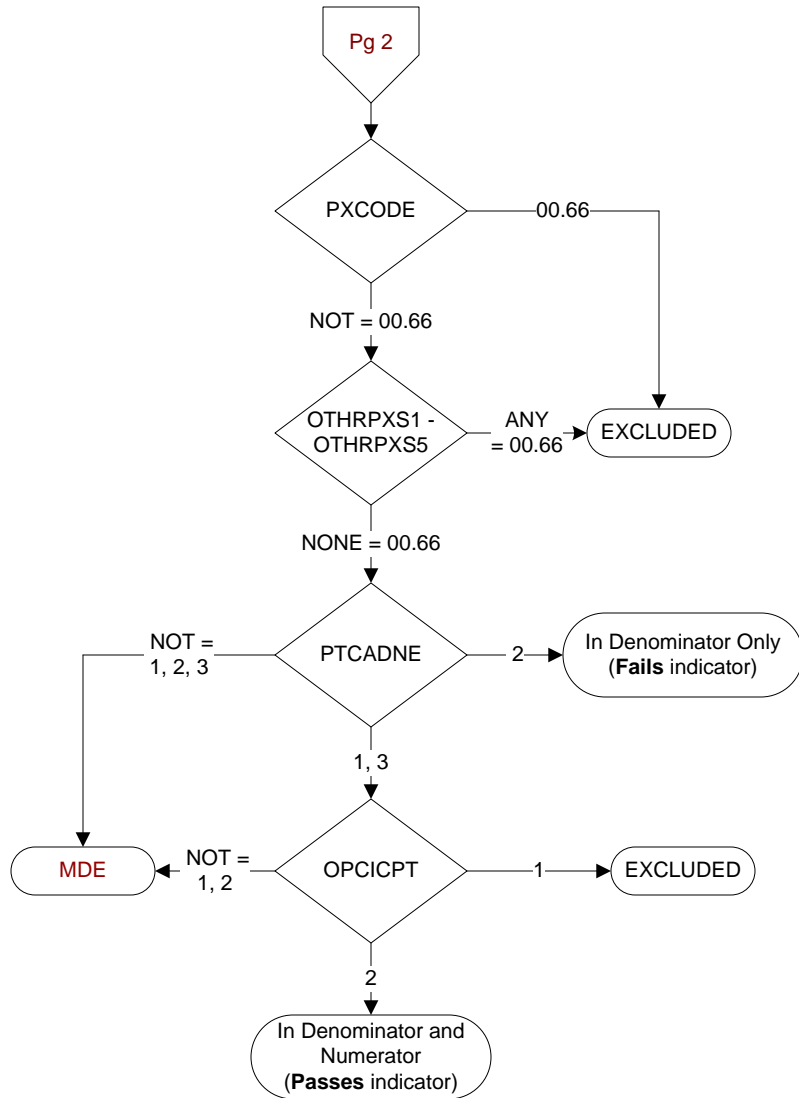 Pg 2
PXCODE
00.66
NOT = 00.66
OTHRPXS1 -
OTHRPXS5
ANY
= 00.66
EXCLUDED
NONE = 00.66
NOT =
1, 2, 3
PTCADNE
2
In Denominator Only
(Fails indicator)
1, 3
MDE
NOT =
1, 2
OPCICPT
1
EXCLUDED
2
In Denominator and
Numerator
(Passes indicator)